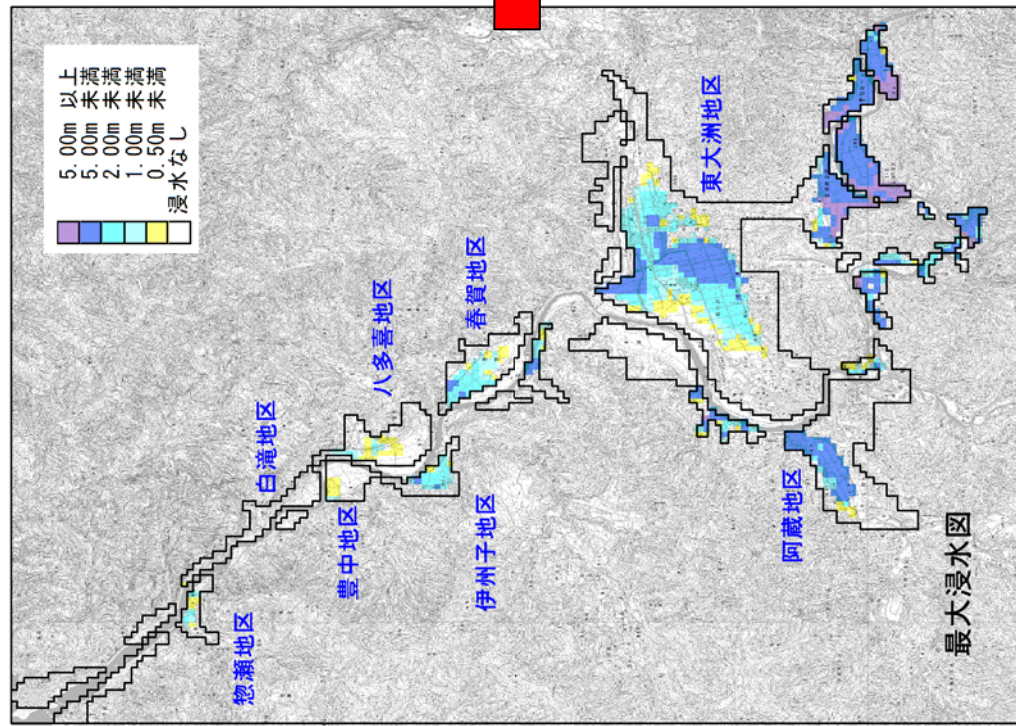 5.00m 以上
5.00m 未満
2.00m 未満
1.00m 未満
0.50m 未満
浸水なし
東大洲地区
春賀地区
八多喜地区
白滝地区
豊中地区
伊州子地区
惣瀬地区
阿蔵地区
最大浸水図